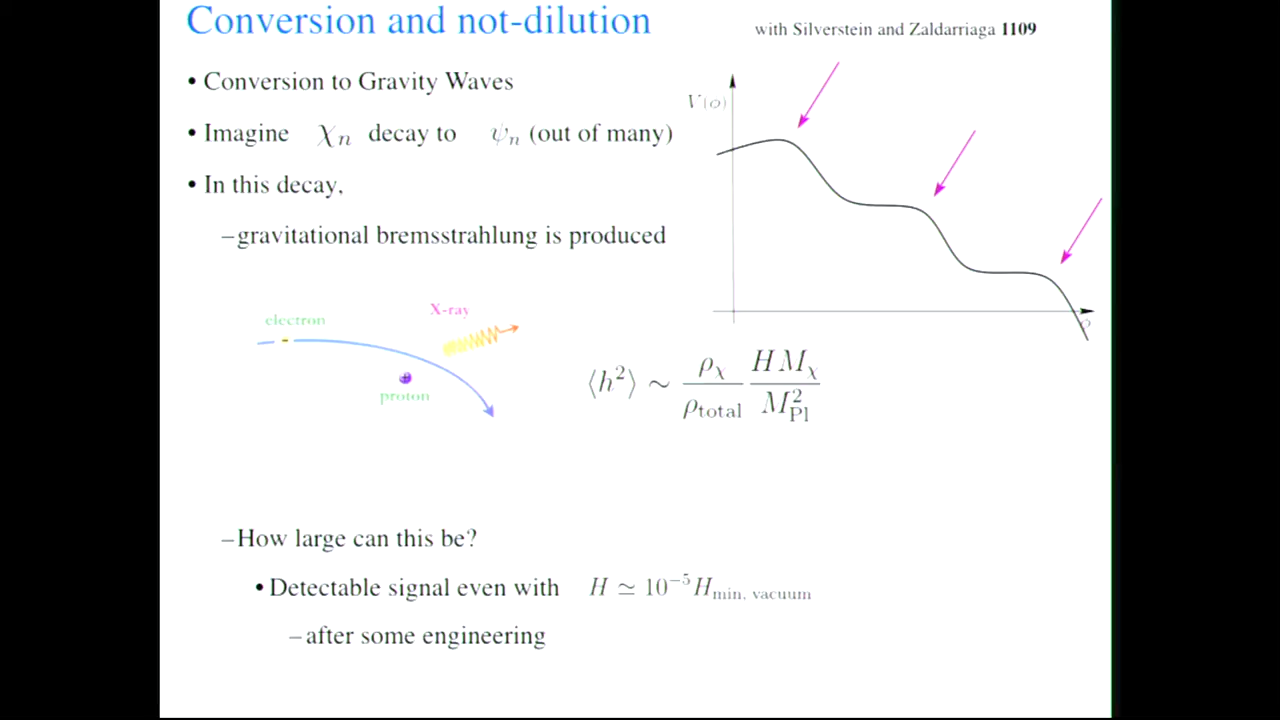 Conversion and not-dilution
with Silverstein and Zaldarriaga 1109
• Conversion to Gravity Waves
• Imagine χₙ decay to ψₙ (out of many)
• In this decay,
–gravitational bremsstrahlung is produced
V(φ)
φ
electron
X-ray
proton
⟨h²⟩ ∼ ρ_χ / ρ_total H M_χ / M²_Pl
–How large can this be?
• Detectable signal even with H ≃ 10⁻⁵ H_min, vacuum
–after some engineering